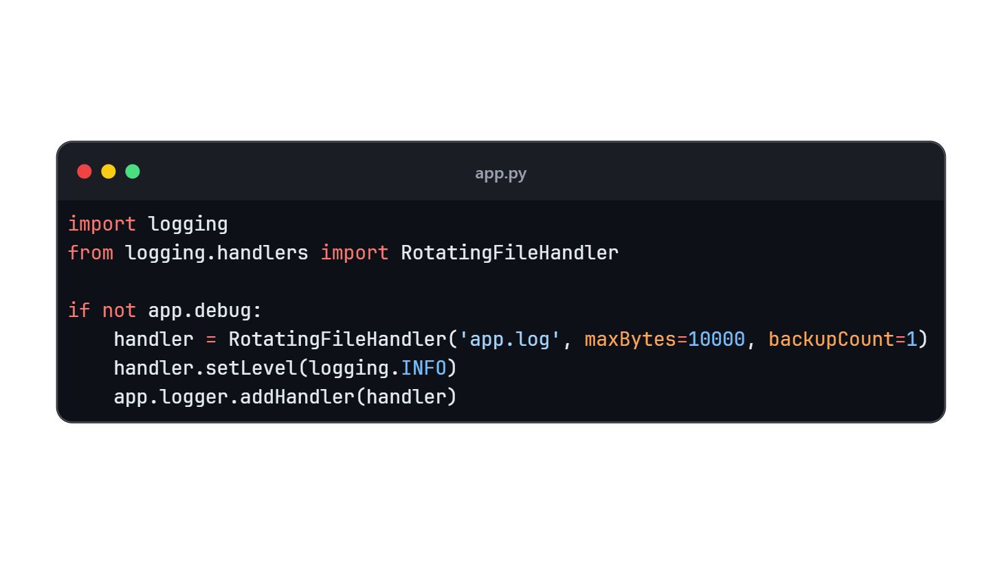 app.py
import logging
from logging.handlers import RotatingFileHandler

if not app.debug:
    handler = RotatingFileHandler('app.log', maxBytes=10000, backupCount=1)
    handler.setLevel(logging.INFO)
    app.logger.addHandler(handler)